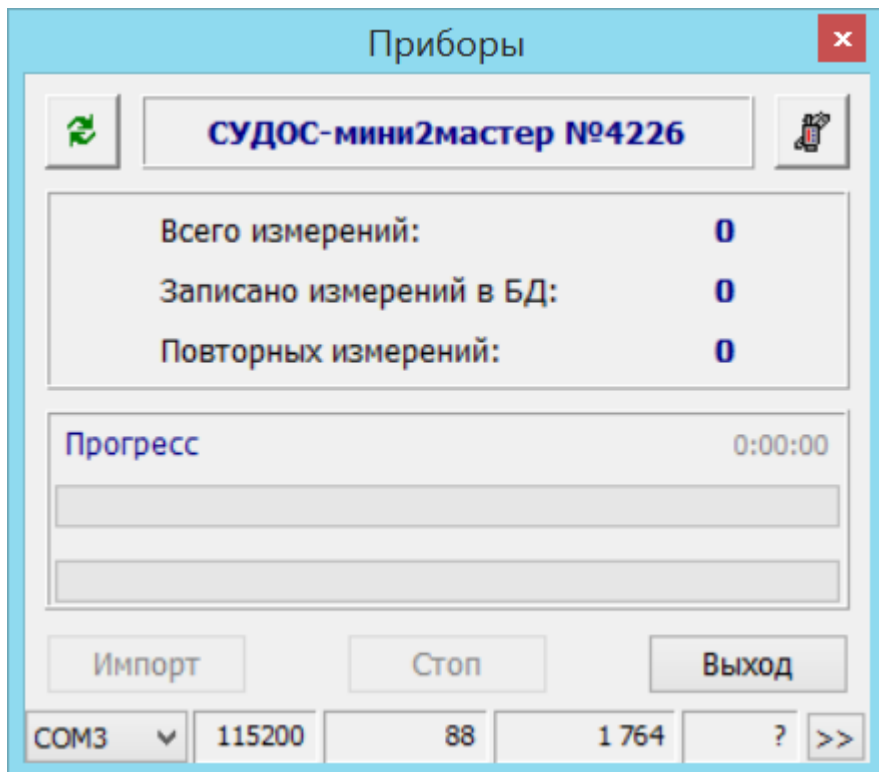 Приборы
СУДОС-мини2мастер №4226
Всего измерений: 0
Записано измерений в БД: 0
Повторных измерений: 0
Прогресс 0:00:00
Импорт Стоп Выход
COM3 115200 88 1 764 ? >>